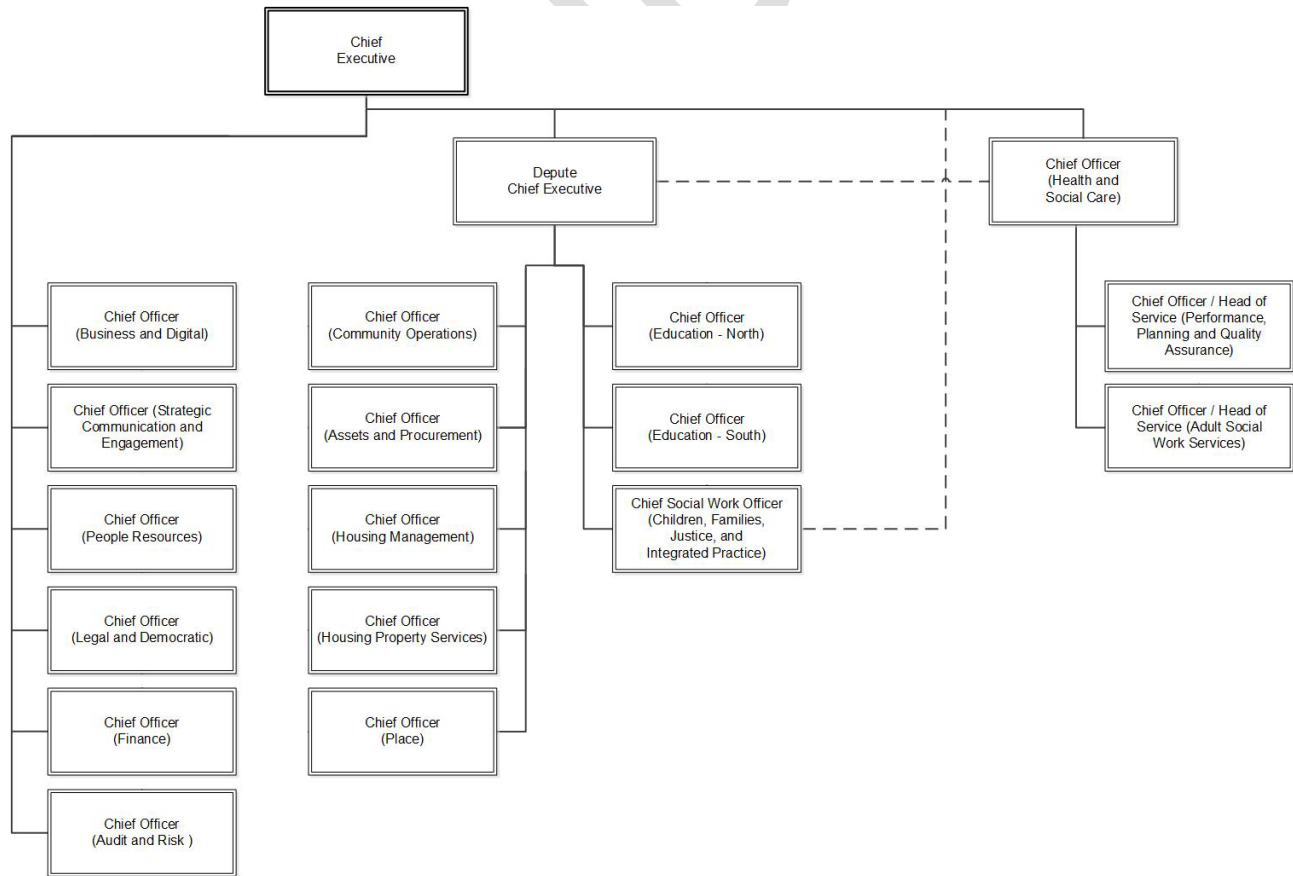 Chief
Executive
Depute
Chief Executive
Chief Officer
(Health and
Social Care)
Chief Officer
(Business and Digital)
Chief Officer (Strategic
Communication and
Engagement)
Chief Officer
(People Resources)
Chief Officer
(Legal and Democratic)
Chief Officer
(Finance)
Chief Officer
(Audit and Risk )
Chief Officer
(Community Operations)
Chief Officer
(Assets and Procurement)
Chief Officer
(Housing Management)
Chief Officer
(Housing Property Services)
Chief Officer
(Place)
Chief Officer
(Education - North)
Chief Officer
(Education - South)
Chief Social Work Officer
(Children, Families,
Justice, and
Integrated Practice)
Chief Officer / Head of
Service (Performance,
Planning and Quality
Assurance)
Chief Officer / Head of
Service (Adult Social
Work Services)